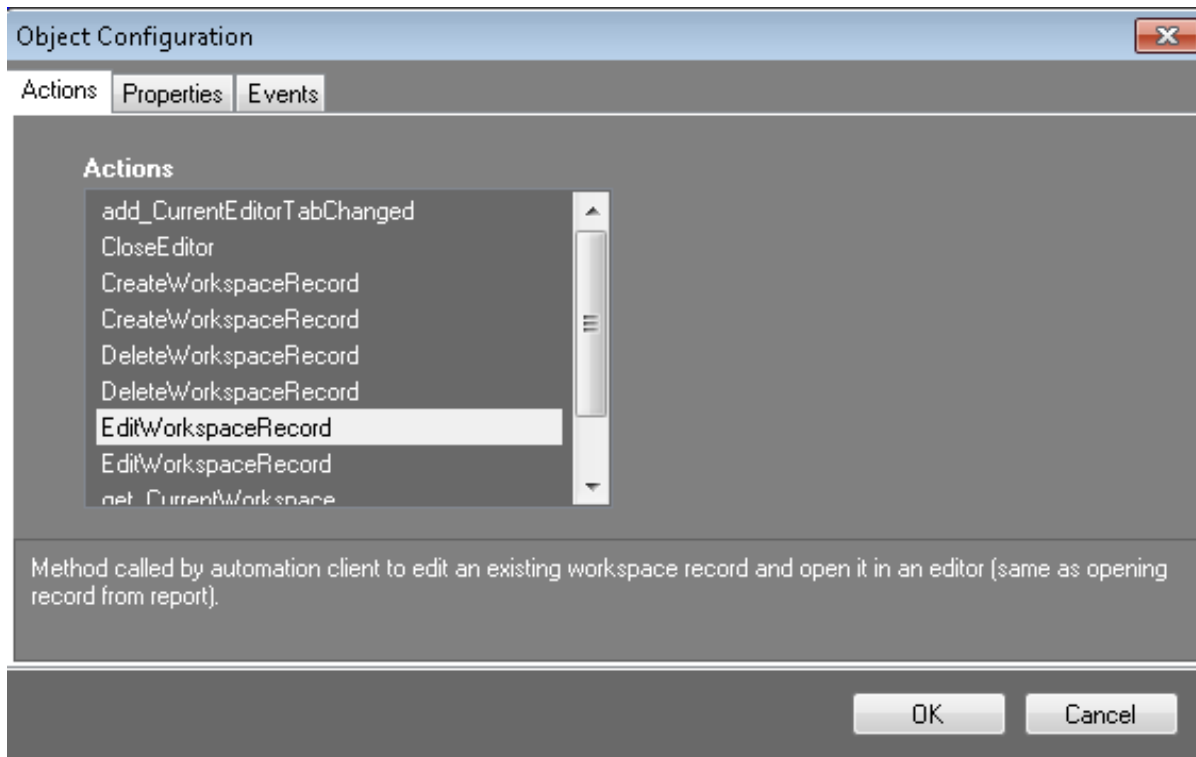 Object Configuration
Actions Properties Events
Actions
add_CurrentEditorTabChanged
CloseEditor
CreateWorkspaceRecord
CreateWorkspaceRecord
DeleteWorkspaceRecord
DeleteWorkspaceRecord
EditWorkspaceRecord
EditWorkspaceRecord
get_CurrentWorkspace
Method called by automation client to edit an existing workspace record and open it in an editor (same as opening
record from report).
OK Cancel